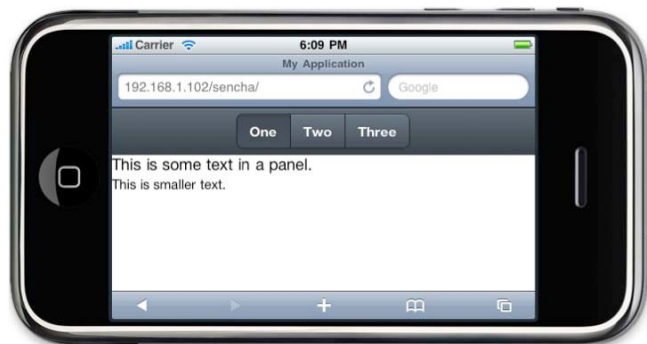 Carrier 6:09 PM
My Application
192.168.1.102/sencha/ Google
One Two Three
This is some text in a panel.
This is smaller text.